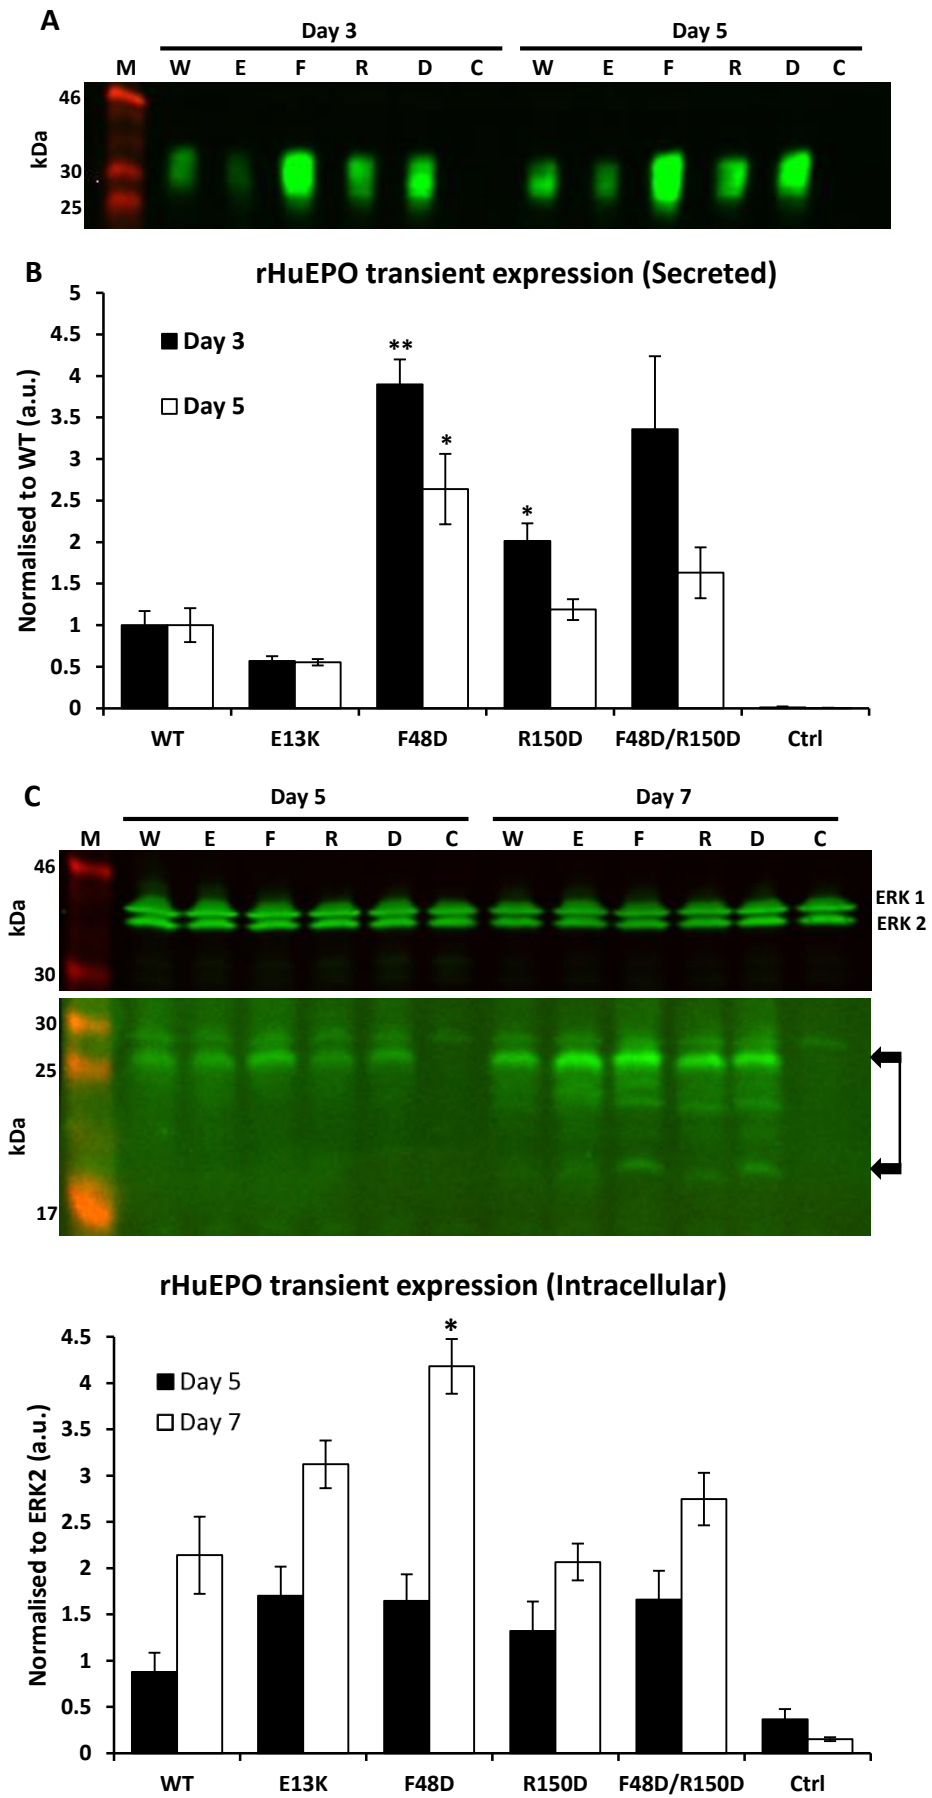 A
Day 3 Day 5
M W E F R D C W E F R D C
46
30
25
kDa
B
rHuEPO transient expression (Secreted)
5
4.5
4
3.5
3
2.5
2
1.5
1
0.5
0
Normalised to WT (a.u.)
Day 3
Day 5
**
*
*
WT E13K F48D R150D F48D/R150D Ctrl
C
Day 5 Day 7
M W E F R D C W E F R D C
46
30
kDa
ERK 1
ERK 2
30
25
17
kDa
rHuEPO transient expression (Intracellular)
4.5
4
3.5
3
2.5
2
1.5
1
0.5
0
Normalised to ERK2 (a.u.)
Day 5
Day 7
*
WT E13K F48D R150D F48D/R150D Ctrl